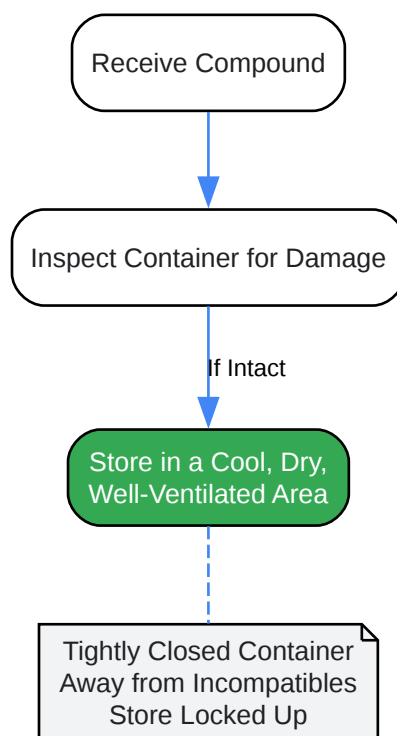 Receive Compound
Inspect Container for Damage
If Intact
Store in a Cool, Dry,
Well-Ventilated Area
Tightly Closed Container
Away from Incompatibles
Store Locked Up